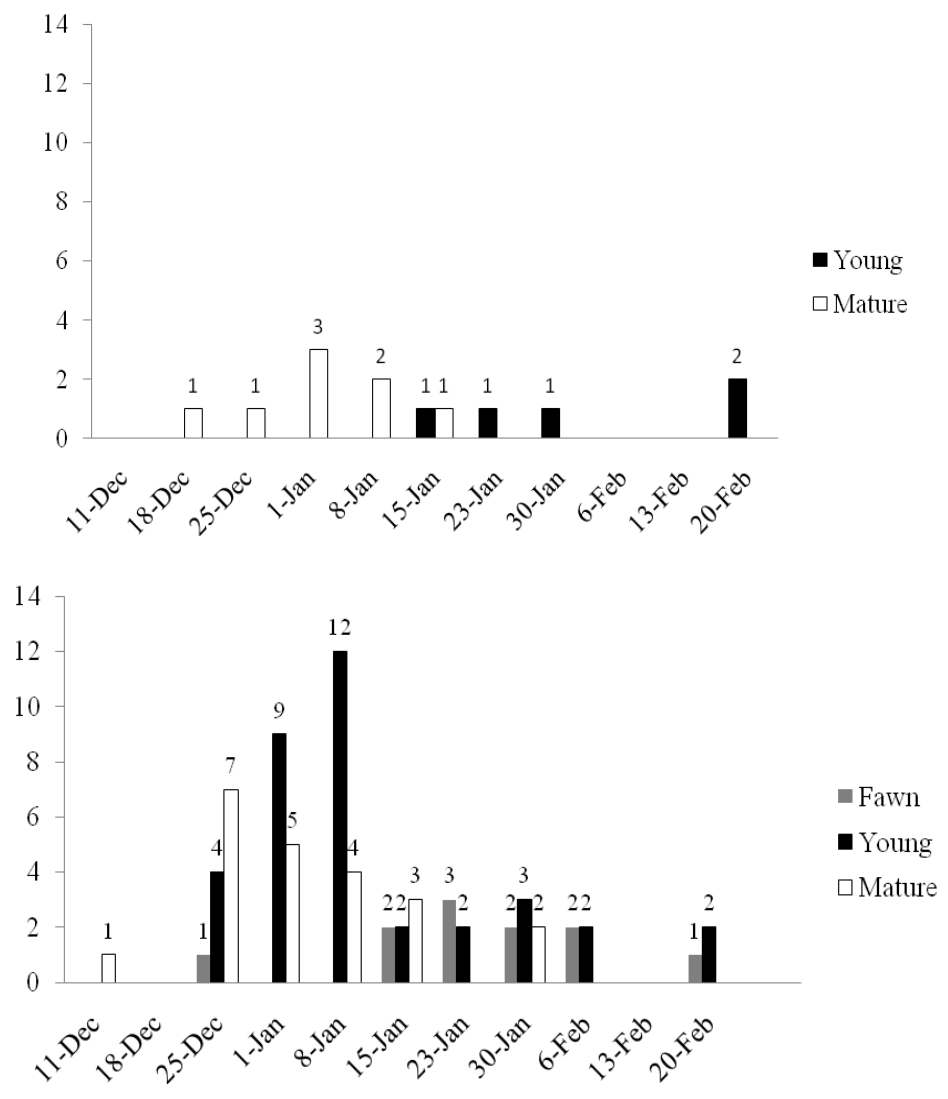 14
12
10
8
6
4
2
0
1
1
3
2
1 1
1
1
2
11-Dec
18-Dec
25-Dec
1-Jan
8-Jan
15-Jan
23-Jan
30-Jan
6-Feb
13-Feb
20-Feb
Young
Mature
14
12
10
8
6
4
2
0
1
1
4
7
9
5
12
4
2 2
3
3
2
2
3
2
2 2
1
2
11-Dec
18-Dec
25-Dec
1-Jan
8-Jan
15-Jan
23-Jan
30-Jan
6-Feb
13-Feb
20-Feb
Fawn
Young
Mature